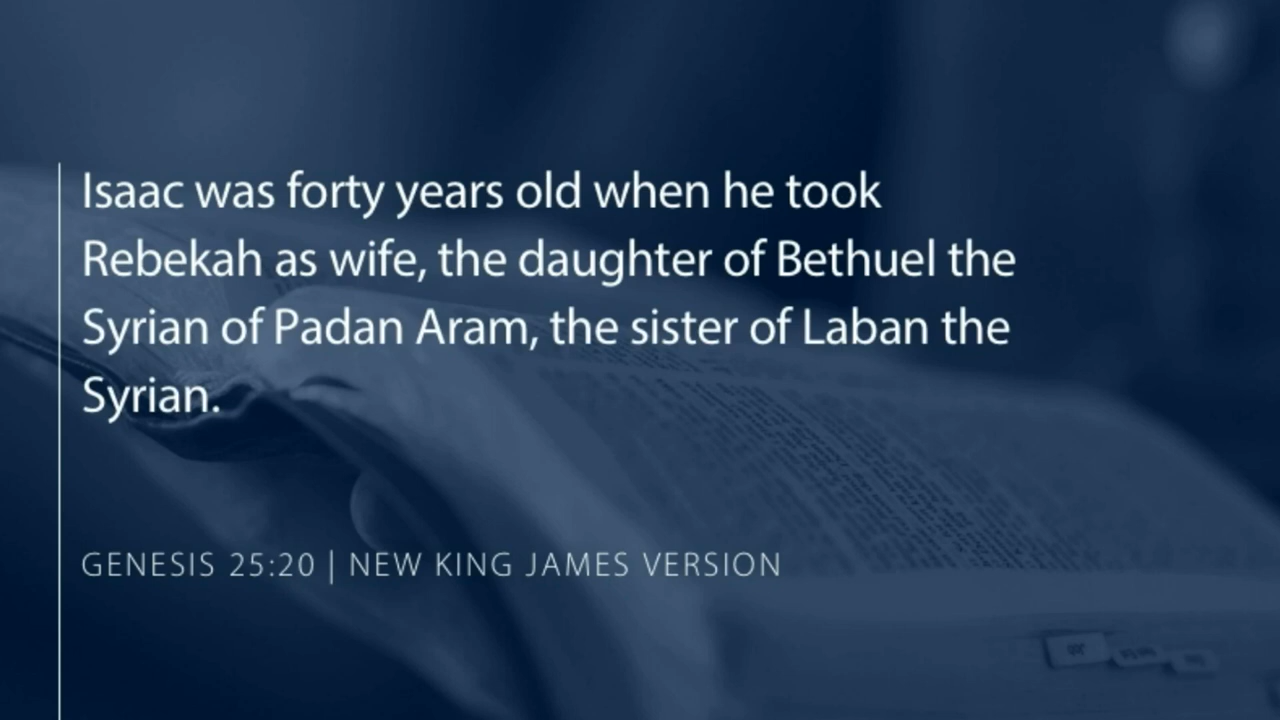 Isaac was forty years old when he took
Rebekah as wife, the daughter of Bethuel the
Syrian of Padan Aram, the sister of Laban the
Syrian.
GENESIS 25:20 | NEW KING JAMES VERSION